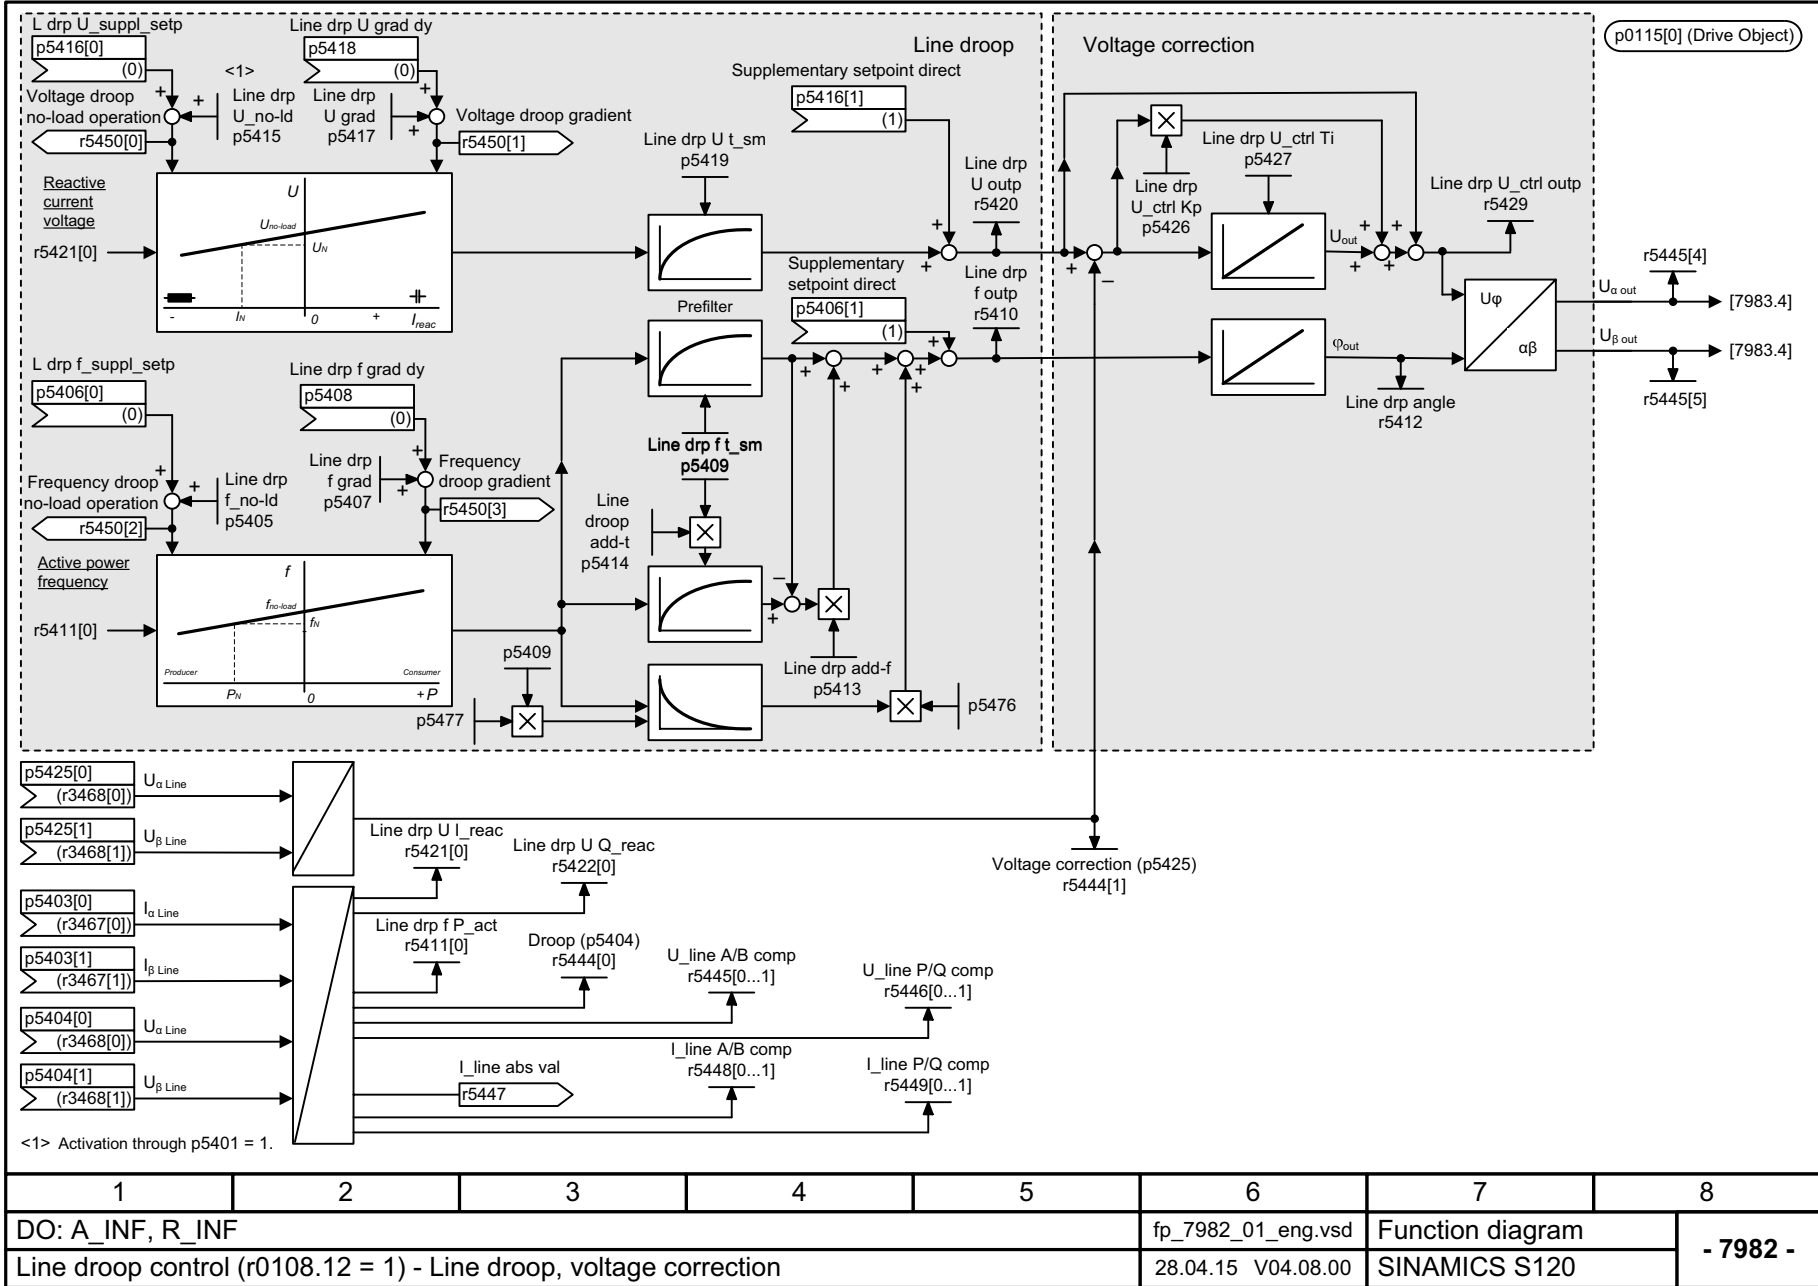 Line droop
Voltage correction
p0115[0] (Drive Object)
L drp U_suppl_setp
p5416[0]
(0)
+
Line drp U grad dy
p5418
(0)
+
<1>
Voltage droop
no-load operation
r5450[0]
+
Line drp
U_no-ld
p5415
Line drp
U grad
p5417
+
Voltage droop gradient
r5450[1]
Reactive
current
voltage
r5421[0]
U
Uno-load
UN
IN
0
-
+
Ireac
Line drp U t_sm
p5419
Supplementary setpoint direct
p5416[1]
(1)
+
+
Line drp
U outp
r5420
L drp f_suppl_setp
p5406[0]
(0)
+
Line drp f grad dy
p5408
(0)
+
Frequency droop
no-load operation
r5450[2]
+
Line drp
f_no-ld
p5405
Line drp
f grad
p5407
+
Frequency
droop gradient
r5450[3]
Active power
frequency
r5411[0]
f
fno-load
fN
Producer
Consumer
PN
0
+P
Prefilter
Supplementary
setpoint direct
p5406[1]
(1)
+
+
+
+
+
+
Line drp
f outp
r5410
Line drp f t_sm
p5409
Line
droop
add-t
p5414
×
–
+
×
Line drp add-f
p5413
p5409
p5477
×
×
p5476
×
Line drp
U_ctrl Kp
p5426
Line drp U_ctrl Ti
p5427
+
–
Uout
+
+
+
+
Line drp U_ctrl outp
r5429
φout
Line drp angle
r5412
Uφ
αβ
Uα out
r5445[4]
[7983.4]
Uβ out
r5445[5]
[7983.4]
p5425[0]
(r3468[0])
Uα Line
p5425[1]
(r3468[1])
Uβ Line
p5403[0]
(r3467[0])
Iα Line
p5403[1]
(r3467[1])
Iβ Line
p5404[0]
(r3468[0])
Uα Line
p5404[1]
(r3468[1])
Uβ Line
Line drp U I_reac
r5421[0]
Line drp U Q_reac
r5422[0]
Line drp f P_act
r5411[0]
Droop (p5404)
r5444[0]
U_line A/B comp
r5445[0...1]
U_line P/Q comp
r5446[0...1]
I_line abs val
r5447
I_line A/B comp
r5448[0...1]
I_line P/Q comp
r5449[0...1]
Voltage correction (p5425)
r5444[1]
<1> Activation through p5401 = 1.
1 2 3 4 5 6 7 8
DO: A_INF, R_INF
fp_7982_01_eng.vsd
Function diagram
- 7982 -
Line droop control (r0108.12 = 1) - Line droop, voltage correction
28.04.15 V04.08.00
SINAMICS S120